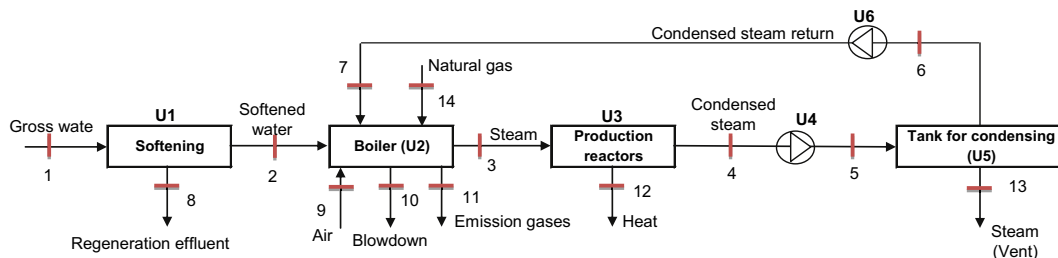 U6
Condensed steam return
6
7
Natural gas
14
U1
Gross wate
Softening
1
8
Regeneration effluent
Softened
water
2
Boiler (U2)
9
Air
10
Blowdown
11
Emission gases
Steam
3
U3
Production
reactors
12
Heat
Condensed
steam
4
U4
5
Tank for condensing
(U5)
13
Steam
(Vent)